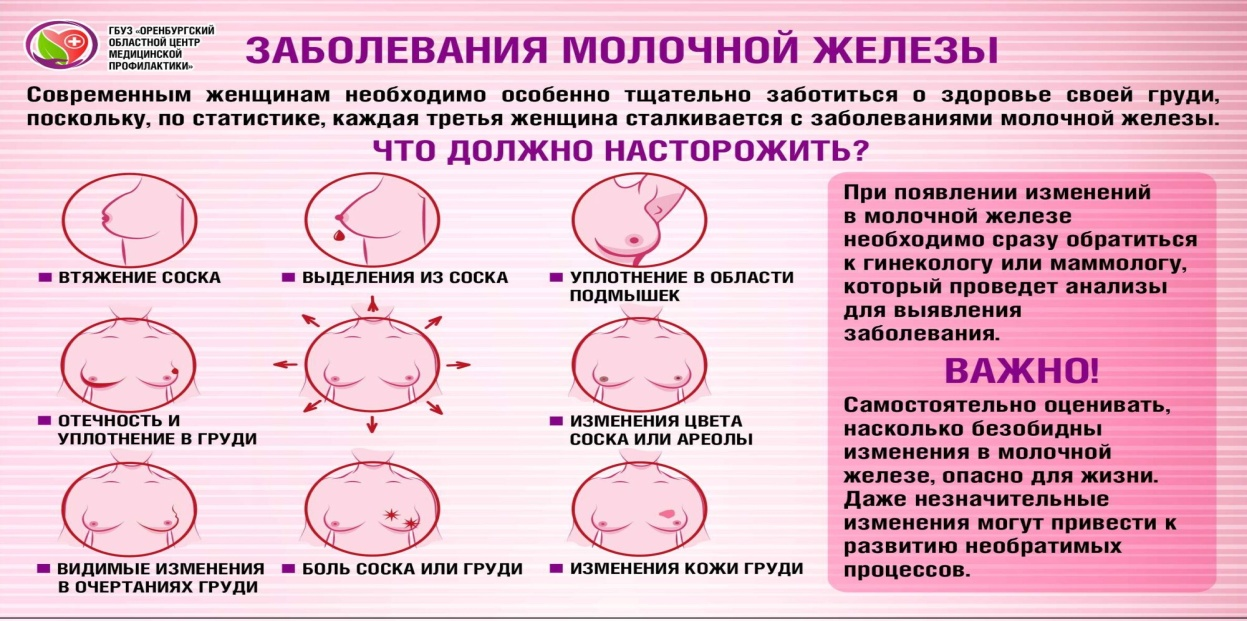 ГБУЗ «ОРЕНБУРГСКИЙ
ОБЛАСТНОЙ ЦЕНТР
МЕДИЦИНСКОЙ
ПРОФИЛАКТИКИ»
ЗАБОЛЕВАНИЯ МОЛОЧНОЙ ЖЕЛЕЗЫ
Современным женщинам необходимо особенно тщательно заботиться о здоровье своей груди,
поскольку, по статистике, каждая третья женщина сталкивается с заболеваниями молочной железы.
ЧТО ДОЛЖНО НАСТОРОЖИТЬ?
ВТЯЖЕНИЕ СОСКА
ВЫДЕЛЕНИЯ ИЗ СОСКА
УПЛОТНЕНИЕ В ОБЛАСТИ
ПОДМЫШЕК
ОТЕЧНОСТЬ И
УПЛОТНЕНИЕ В ГРУДИ
ИЗМЕНЕНИЯ ЦВЕТА
СОСКА ИЛИ АРЕОЛЫ
ВИДИМЫЕ ИЗМЕНЕНИЯ
В ОЧЕРТАНИЯХ ГРУДИ
БОЛЬ СОСКА ИЛИ ГРУДИ
ИЗМЕНЕНИЯ КОЖИ ГРУДИ
При появлении изменений
в молочной железе
необходимо сразу обратиться
к гинекологу или маммологу,
который проведет анализы
для выявления
заболевания.
ВАЖНО!
Самостоятельно оценивать,
насколько безобидны
изменения в молочной
железе, опасно для жизни.
Даже незначительные
изменения могут привести к
развитию необратимых
процессов.